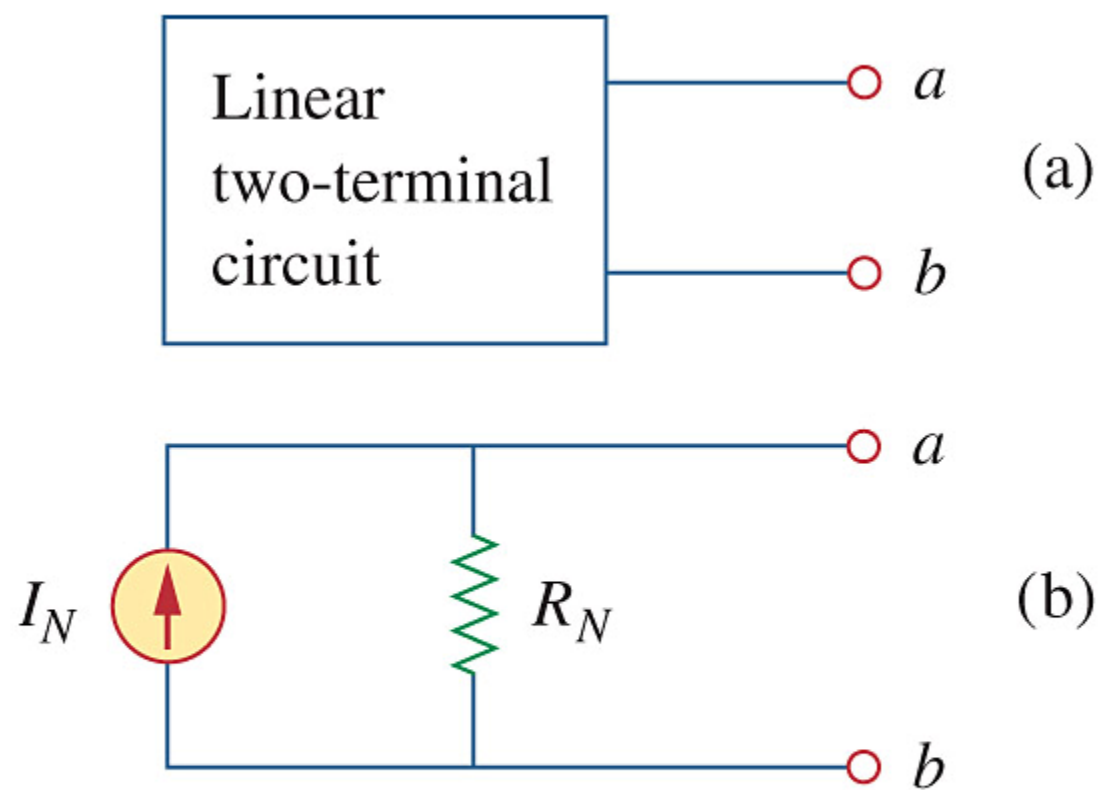 Linear
two-terminal
circuit
a
b
(a)
I_N
R_N
a
b
(b)